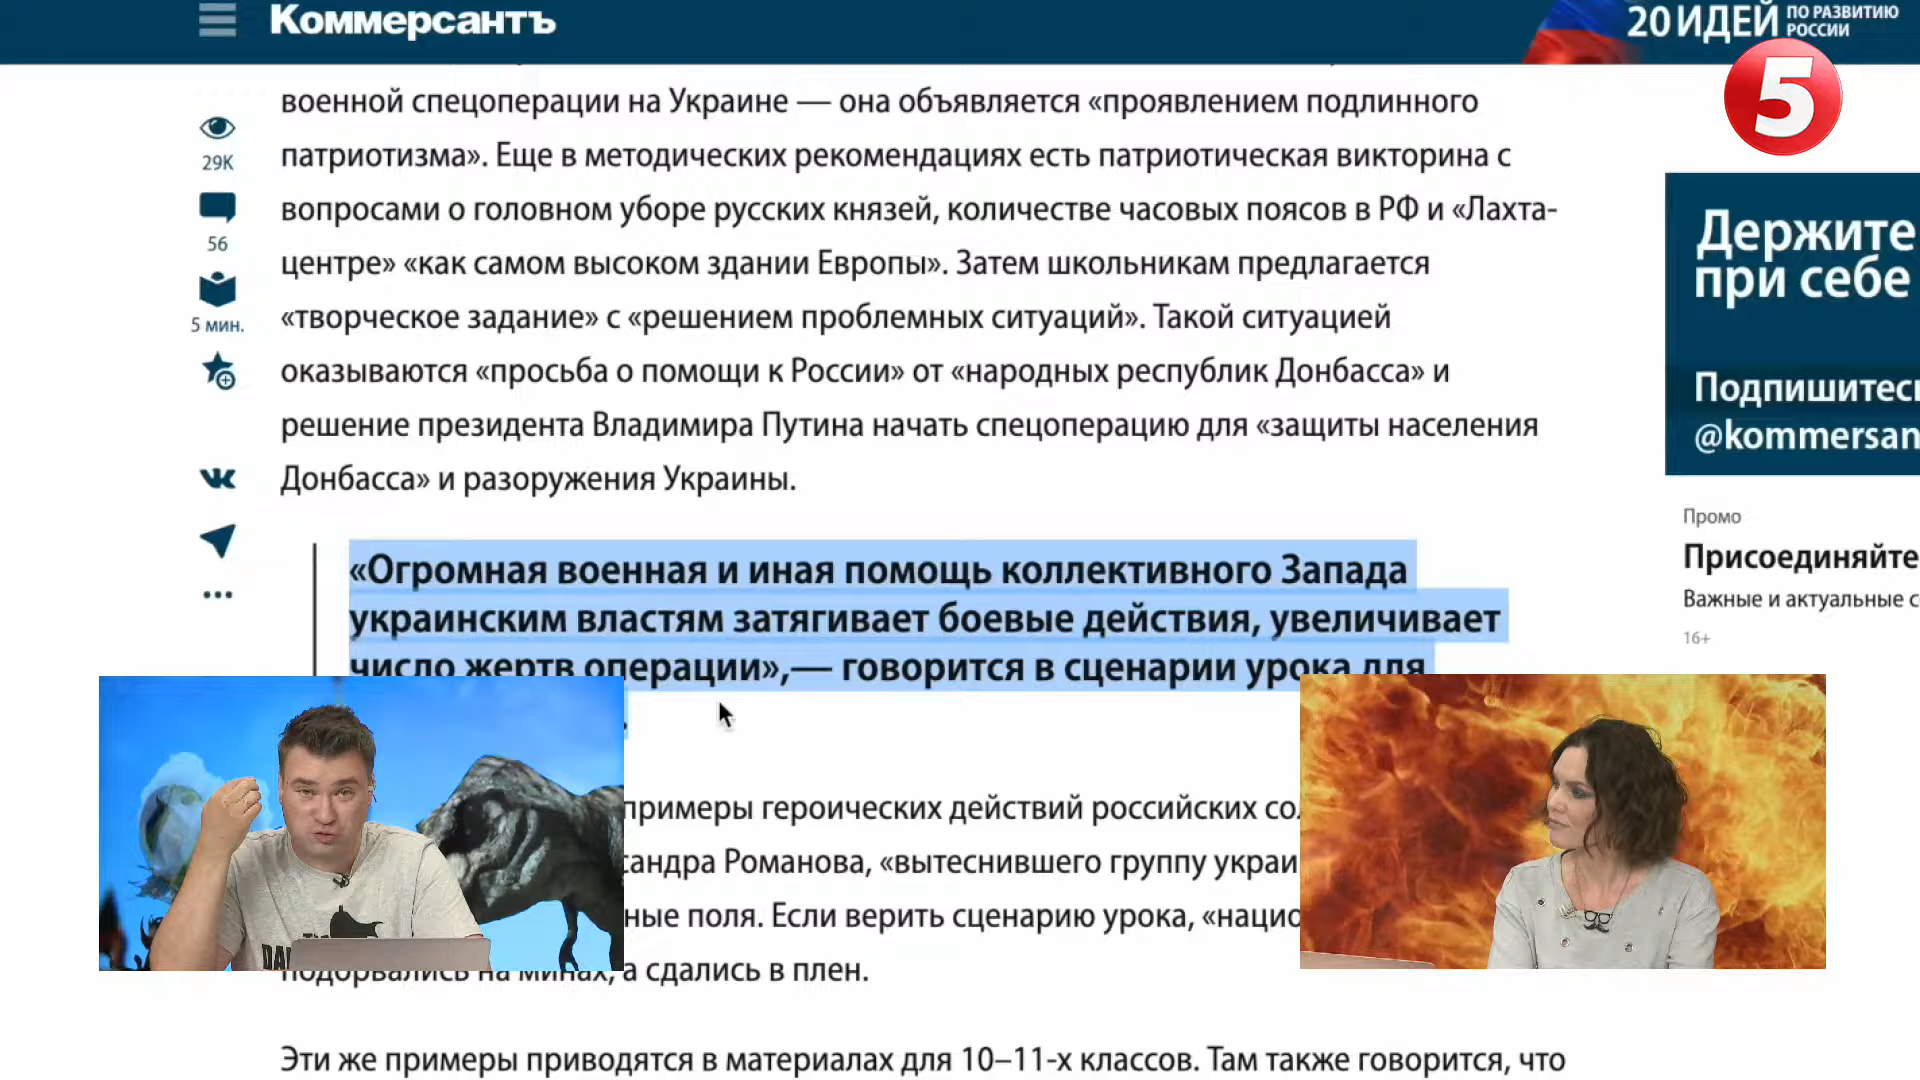 Коммерсантъ
20 ИДЕЙ ПО РАЗВИТИЮ РОССИИ
5
военной спецоперации на Украине — она объявляется «проявлением подлинного
патриотизма». Еще в методических рекомендациях есть патриотическая викторина с
вопросами о головном уборе русских князей, количестве часовых поясов в РФ и «Лахта-
центре» «как самом высоком здании Европы». Затем школьникам предлагается
«творческое задание» с «решением проблемных ситуаций». Такой ситуацией
оказываются «просьба о помощи к России» от «народных республик Донбасса» и
решение президента Владимира Путина начать спецоперацию для «защиты населения
Донбасса» и разоружения Украины.
29K
56
5 мин.
«Огромная военная и иная помощь коллективного Запада
украинским властям затягивает боевые действия, увеличивает
число жертв операции»,— говорится в сценарии урока для
примеры героических действий российских
Романова, «вытеснившего группу
поля. Если верить сценарию урока,
подорвались на минах, а сдались в плен.
Эти же примеры приводятся в материалах для 10–11-х классов. Там также говорится, что
Держите
при себе
Подпишитесь
@kommersan
Промо
Присоединяйте
Важные и актуальные
16+